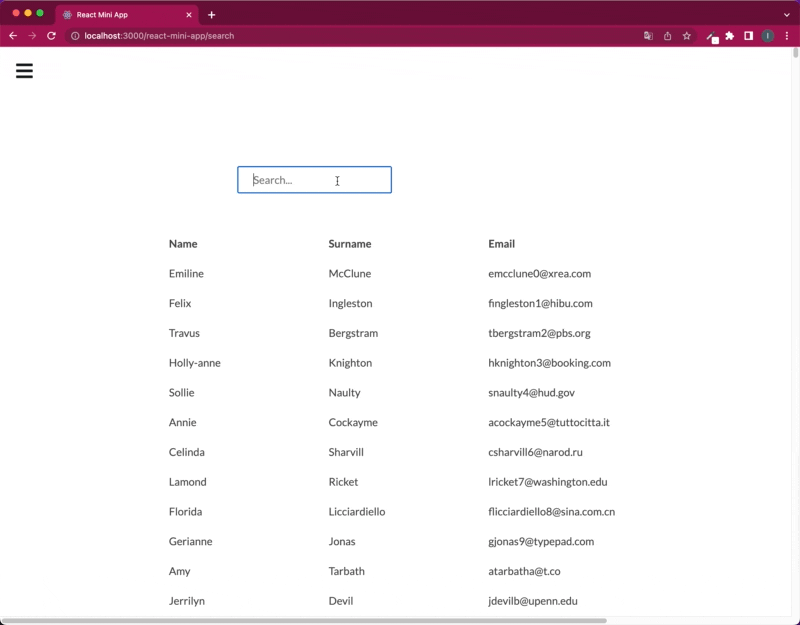 React Mini App
localhost:3000/react-mini-app/search
I
Search...
Name Surname Email
Emiline McClune emcclune0@xrea.com
Felix Ingleston fingleston1@hibu.com
Travus Bergstram tbergstram2@pbs.org
Holly-anne Knighton hknighton3@booking.com
Sollie Naulty snaulty4@hud.gov
Annie Cockayme acockayme5@tuttocitta.it
Celinda Sharvill csharvill6@narod.ru
Lamond Ricket lricket7@washington.edu
Florida Licciardiello flicciardiello8@sina.com.cn
Gerianne Jonas gjonas9@typepad.com
Amy Tarbath atarbatha@t.co
Jerrilyn Devil jdevilb@upenn.edu